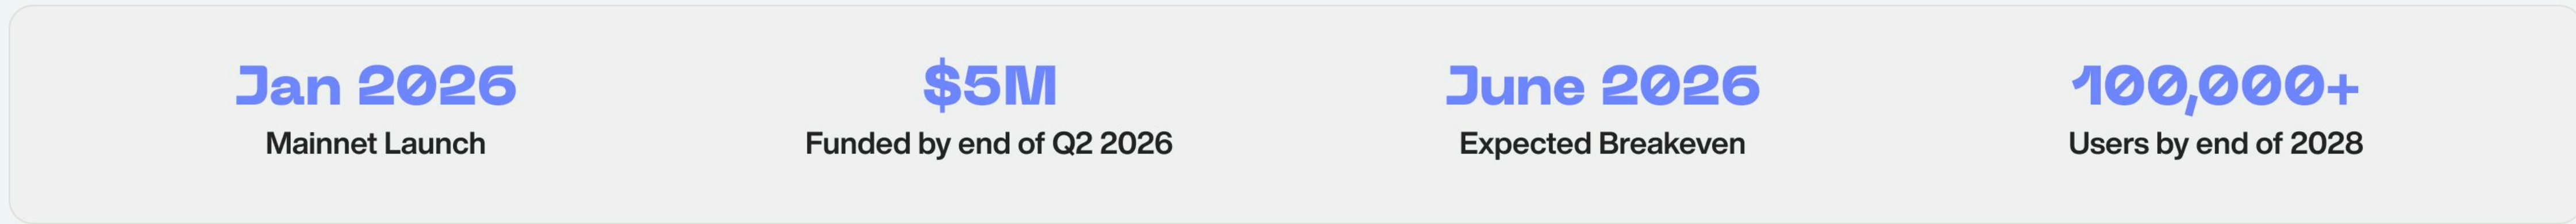 Jan 2026
Mainnet Launch
$5M
Funded by end of Q2 2026
June 2026
Expected Breakeven
100,000+
Users by end of 2028